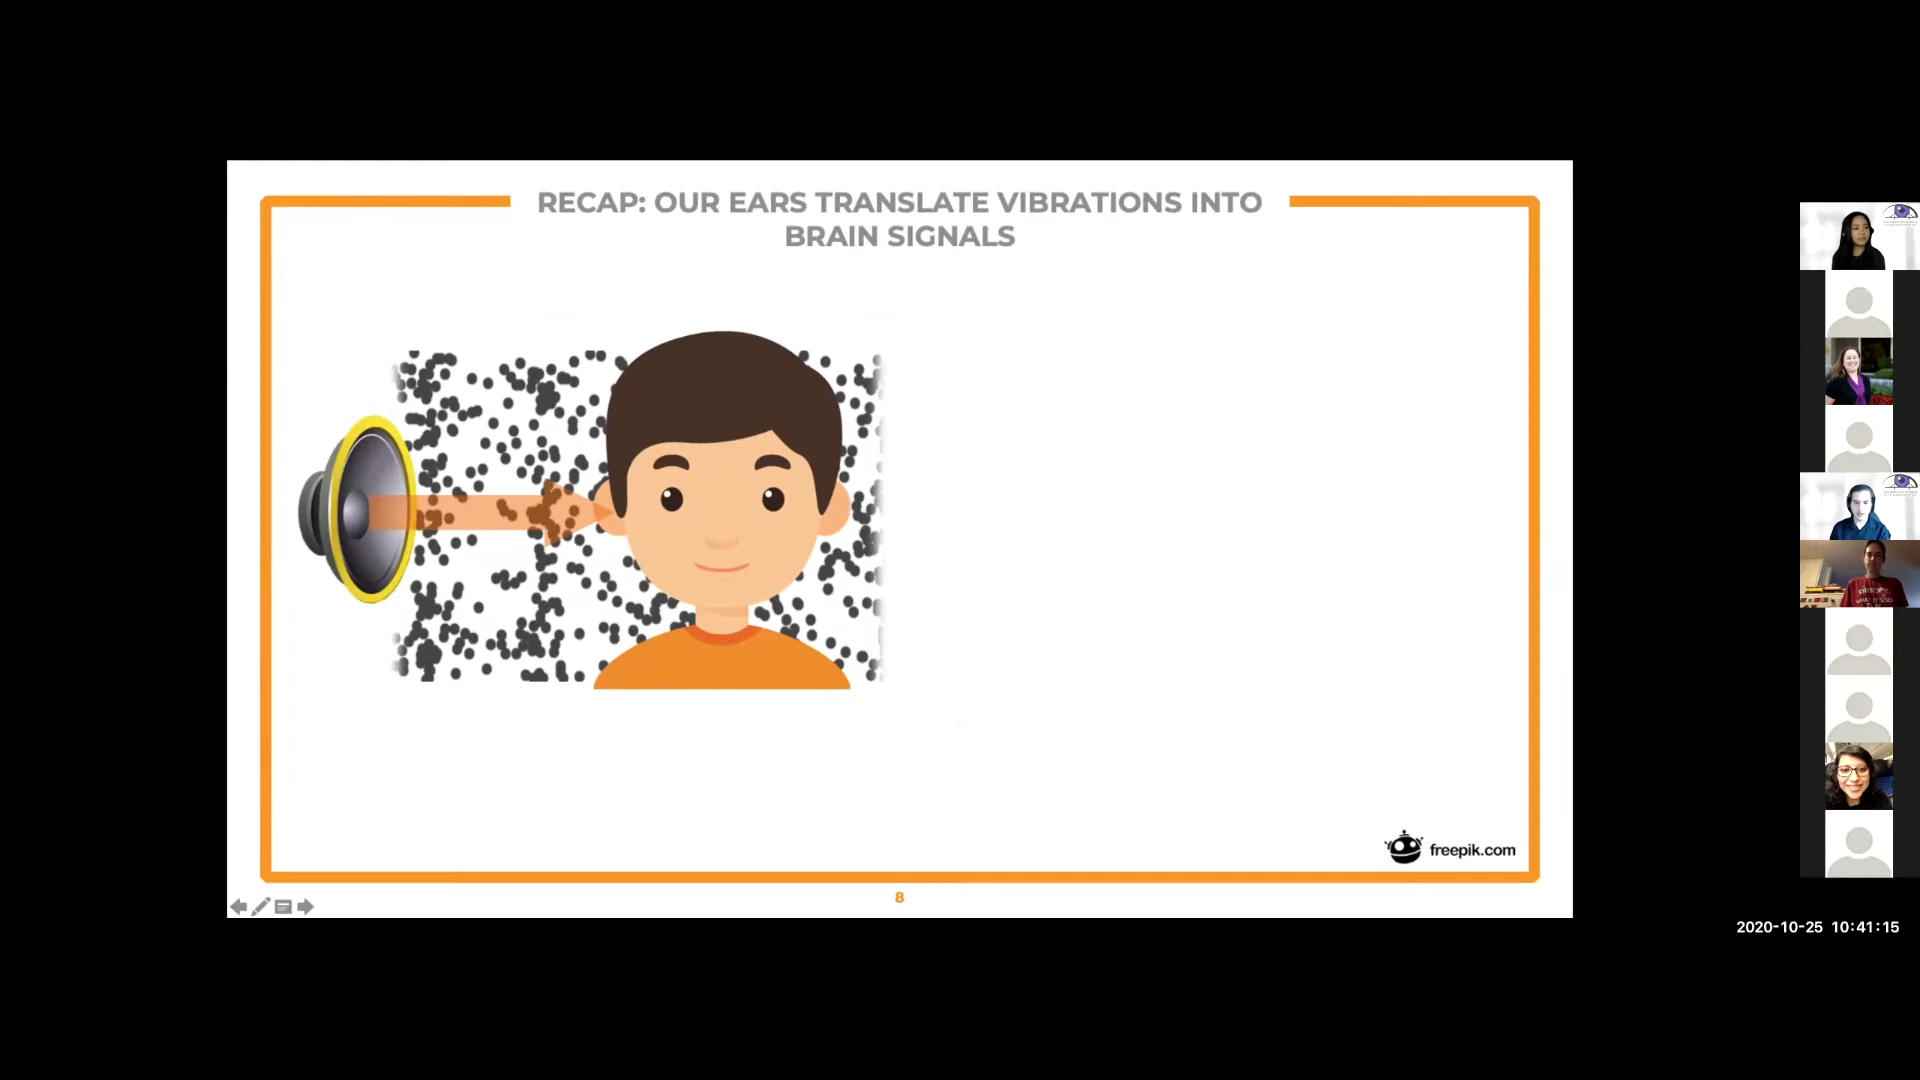 RECAP: OUR EARS TRANSLATE VIBRATIONS INTO
BRAIN SIGNALS
freepik.com
8
2020-10-25 10:41:15